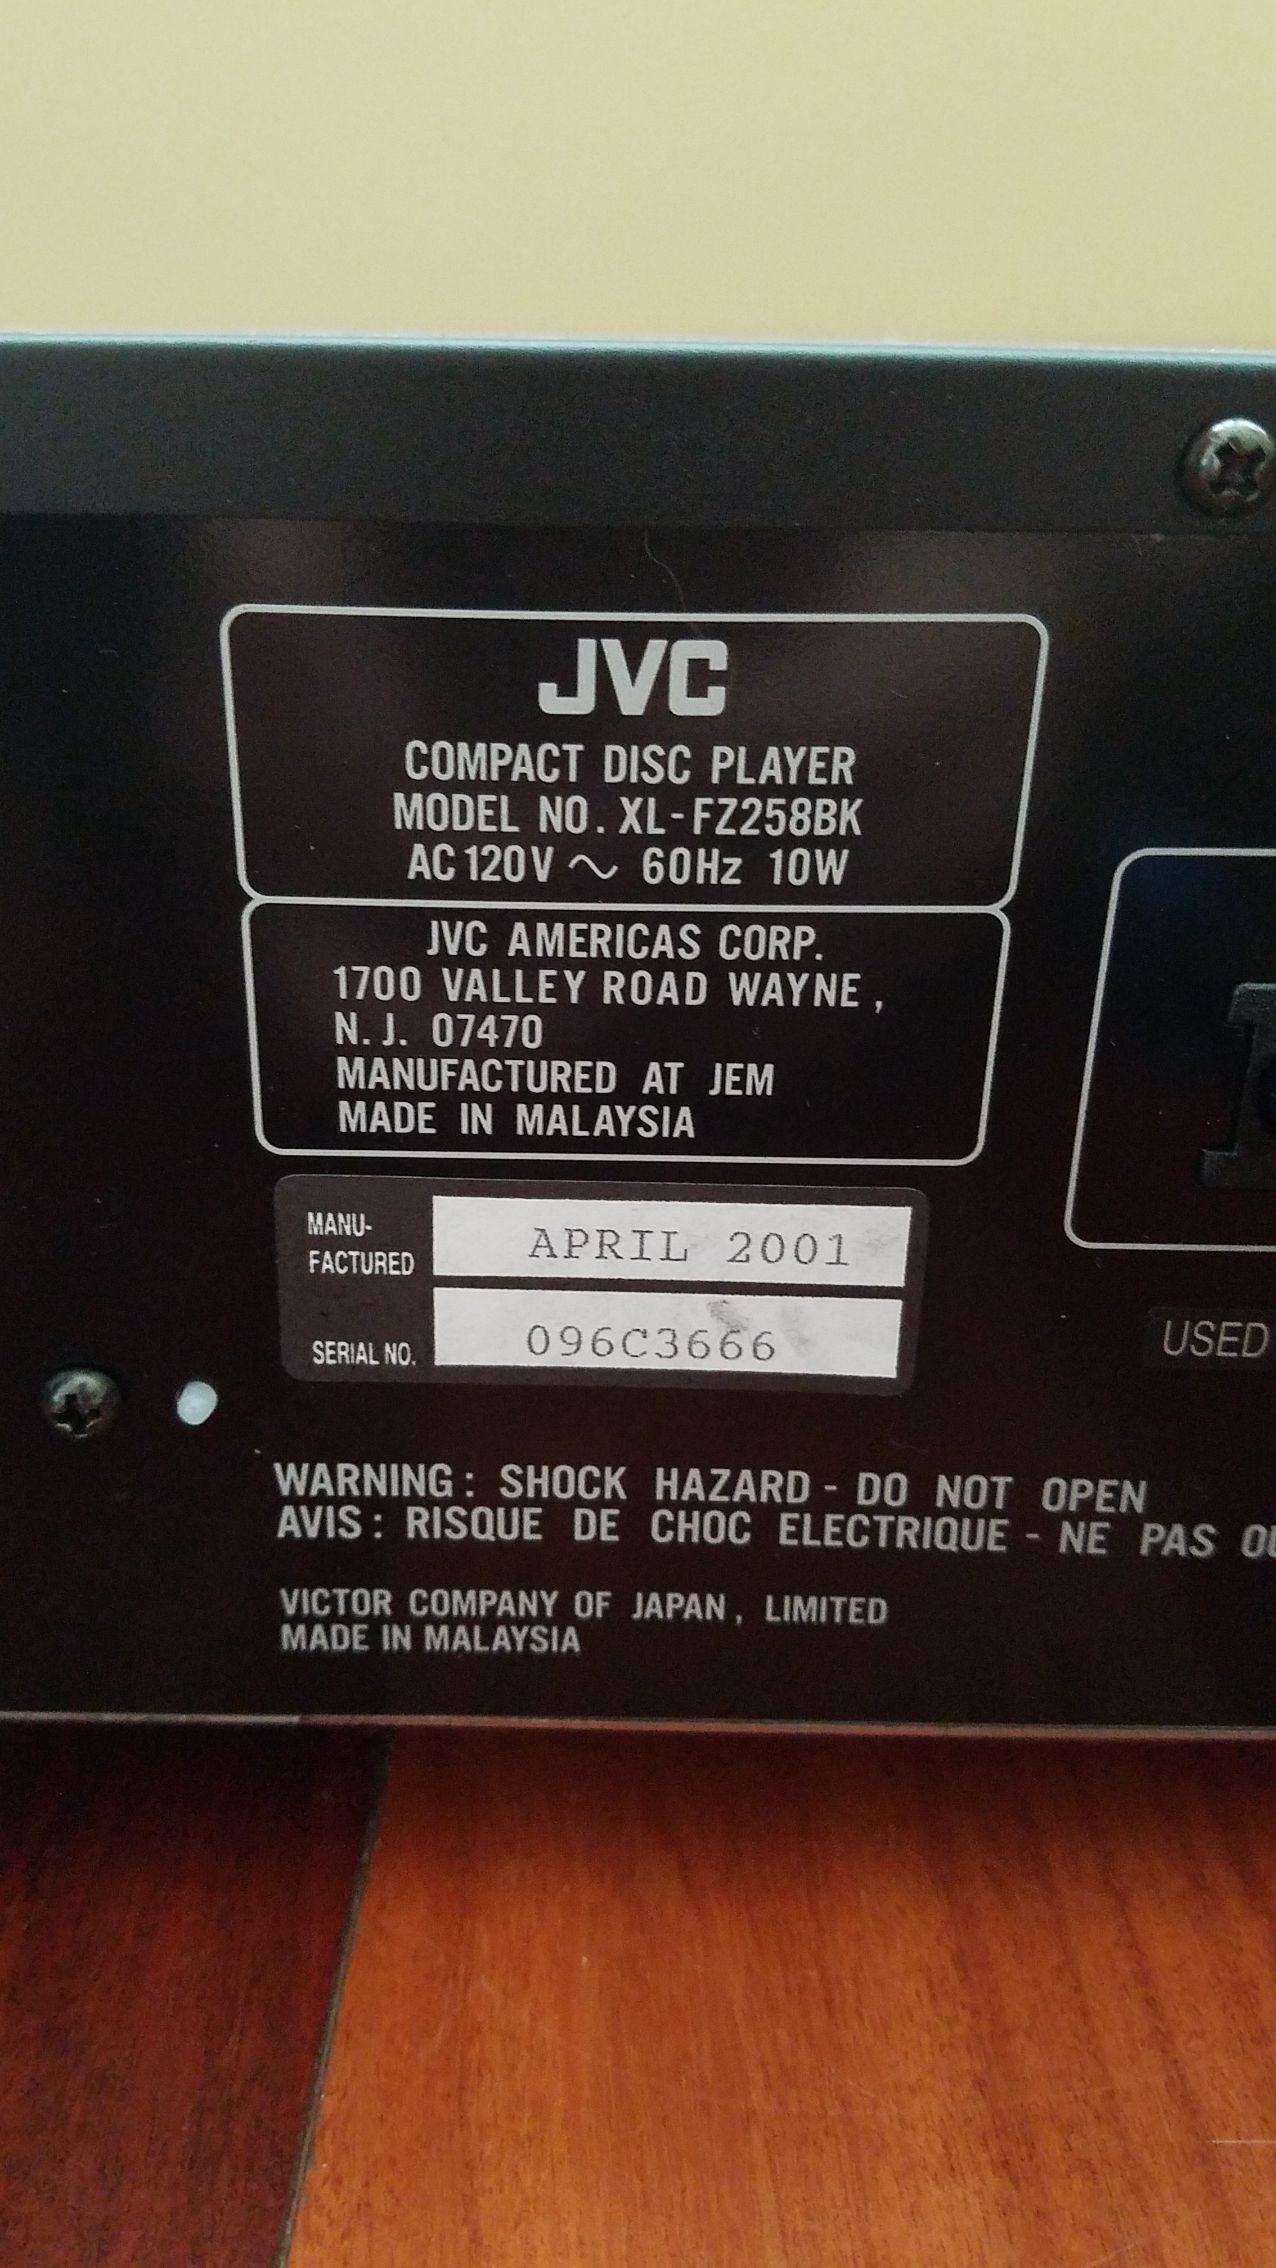 JVC
COMPACT DISC PLAYER
MODEL NO. XL-FZ258BK
AC 120V ~ 60Hz 10W
JVC AMERICAS CORP.
1700 VALLEY ROAD WAYNE,
N.J. 07470
MANUFACTURED AT JEM
MADE IN MALAYSIA
MANU-
FACTURED
APRIL 2001
SERIAL NO.
096C3666
USED
WARNING: SHOCK HAZARD - DO NOT OPEN
AVIS: RISQUE DE CHOC ELECTRIQUE - NE PAS
VICTOR COMPANY OF JAPAN, LIMITED
MADE IN MALAYSIA